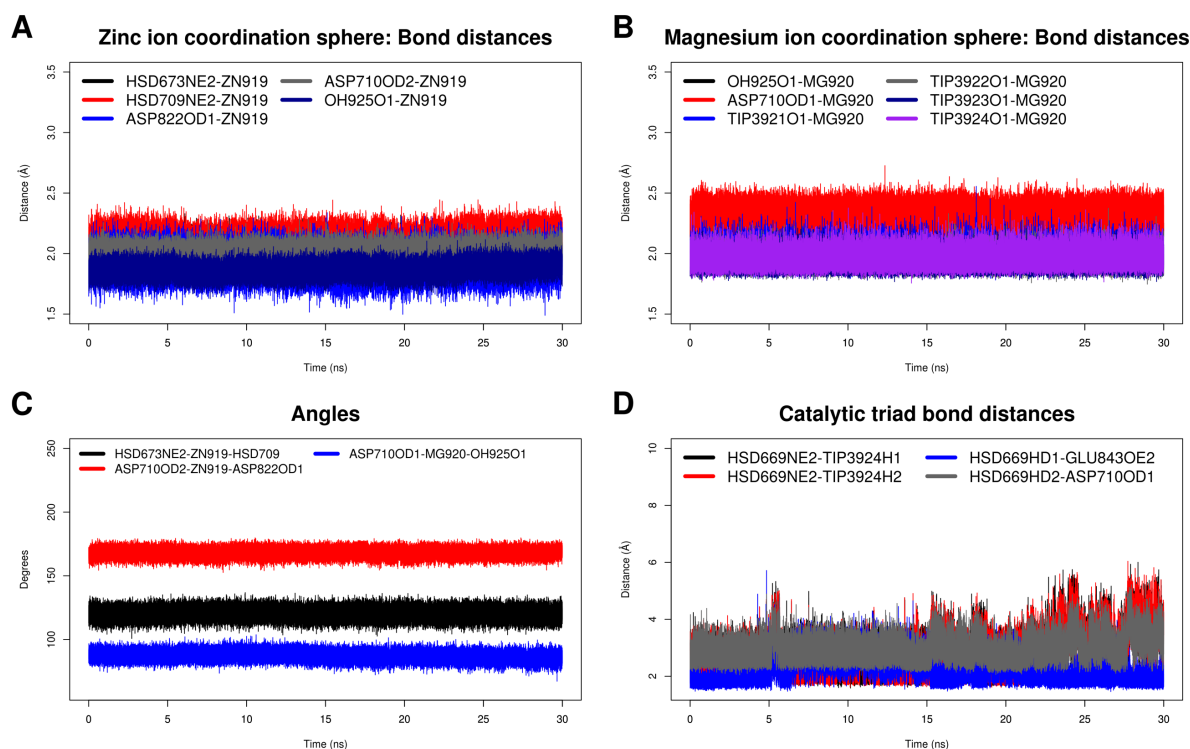 A
Zinc ion coordination sphere: Bond distances
HSD673NE2-ZN919
HSD709NE2-ZN919
ASP822OD1-ZN919
ASP710OD2-ZN919
OH925O1-ZN919
Distance (Å)
3.5
3.0
2.5
2.0
1.5
0 5 10 15 20 25 30
Time (ns)
B
Magnesium ion coordination sphere: Bond distances
OH925O1-MG920
ASP710OD1-MG920
TIP3921O1-MG920
TIP3922O1-MG920
TIP3923O1-MG920
TIP3924O1-MG920
Distance (Å)
3.5
3.0
2.5
2.0
1.5
0 5 10 15 20 25 30
Time (ns)
C
Angles
HSD673NE2-ZN919-HSD709
ASP710OD2-ZN919-ASP822OD1
ASP710OD1-MG920-OH925O1
Degrees
250
200
150
100
0 5 10 15 20 25 30
Time (ns)
D
Catalytic triad bond distances
HSD669NE2-TIP3924H1
HSD669NE2-TIP3924H2
HSD669HD1-GLU843OE2
HSD669HD2-ASP710OD1
Distance (Å)
10
8
6
4
2
0 5 10 15 20 25 30
Time (ns)